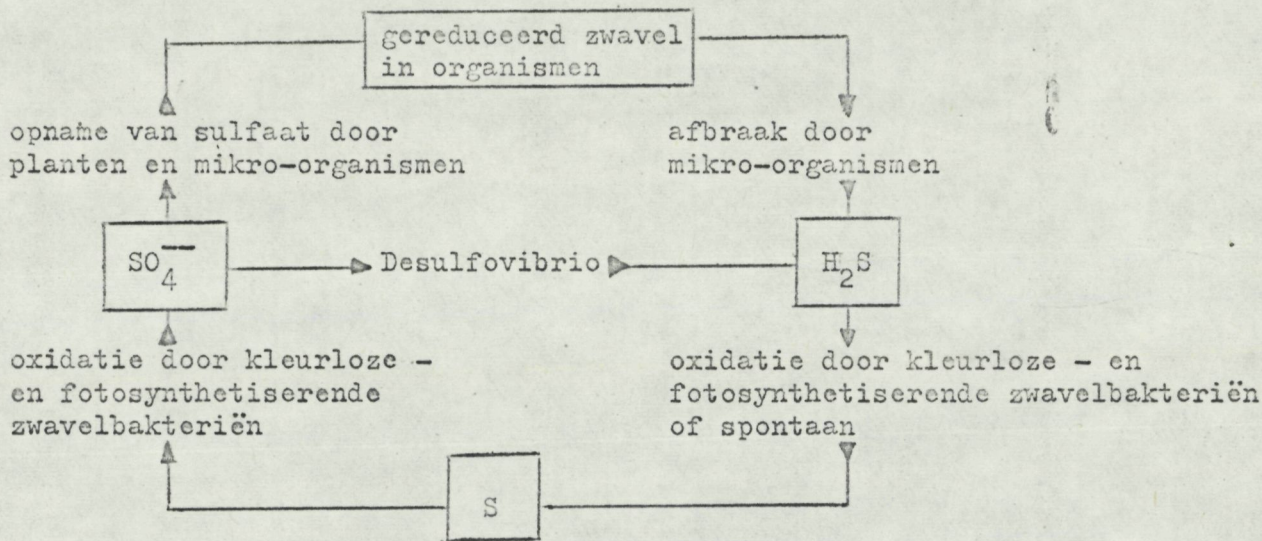 gereduceerd zwavel
in organismen
opname van sulfaat door
planten en mikro-organismen
afbraak door
mikro-organismen
SO4−−
Desulfovibrio
H2S
oxidatie door kleurloze -
en fotosynthetiserende
zwavelbakteriën
oxidatie door kleurloze - en
fotosynthetiserende zwavelbakteriën
of spontaan
S